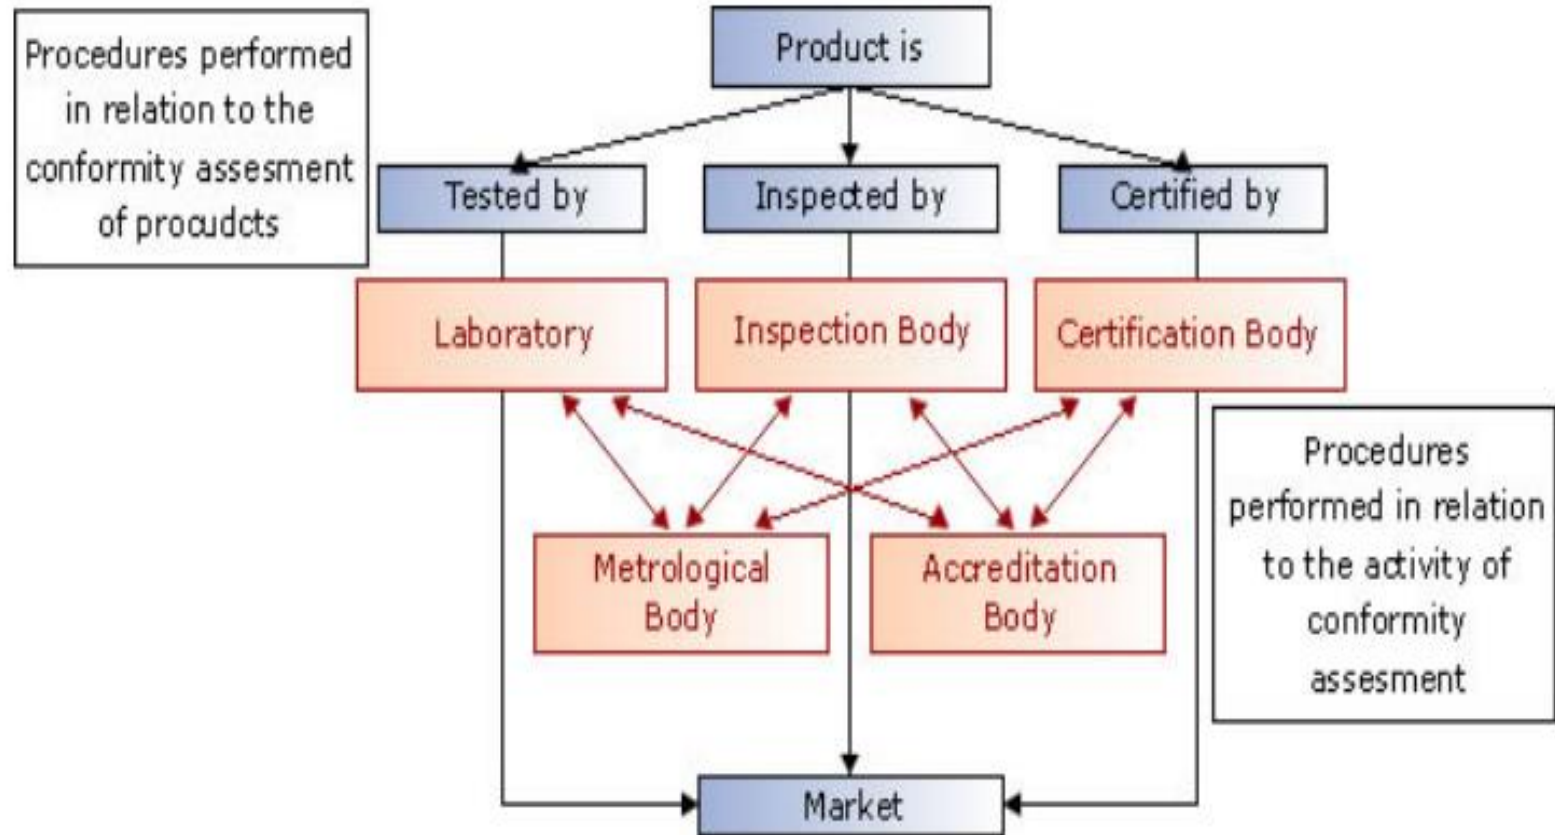 Procedures performed
in relation to the
conformity assesment
of procudcts
Product is
Tested by
Inspected by
Certified by
Laboratory
Inspection Body
Certification Body
Metrological
Body
Accreditation
Body
Procedures
performed in relation
to the activity of
conformity
assesment
Market